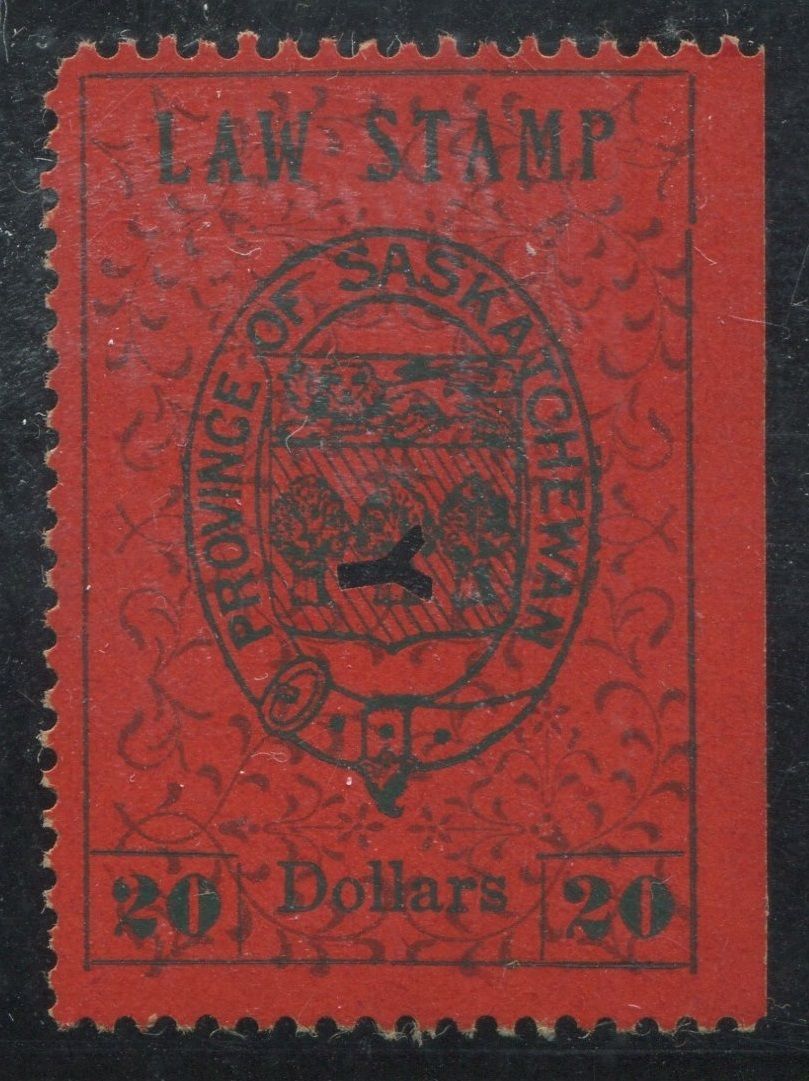 LAW STAMP
PROVINCE OF SASKATCHEWAN
20 Dollars 20